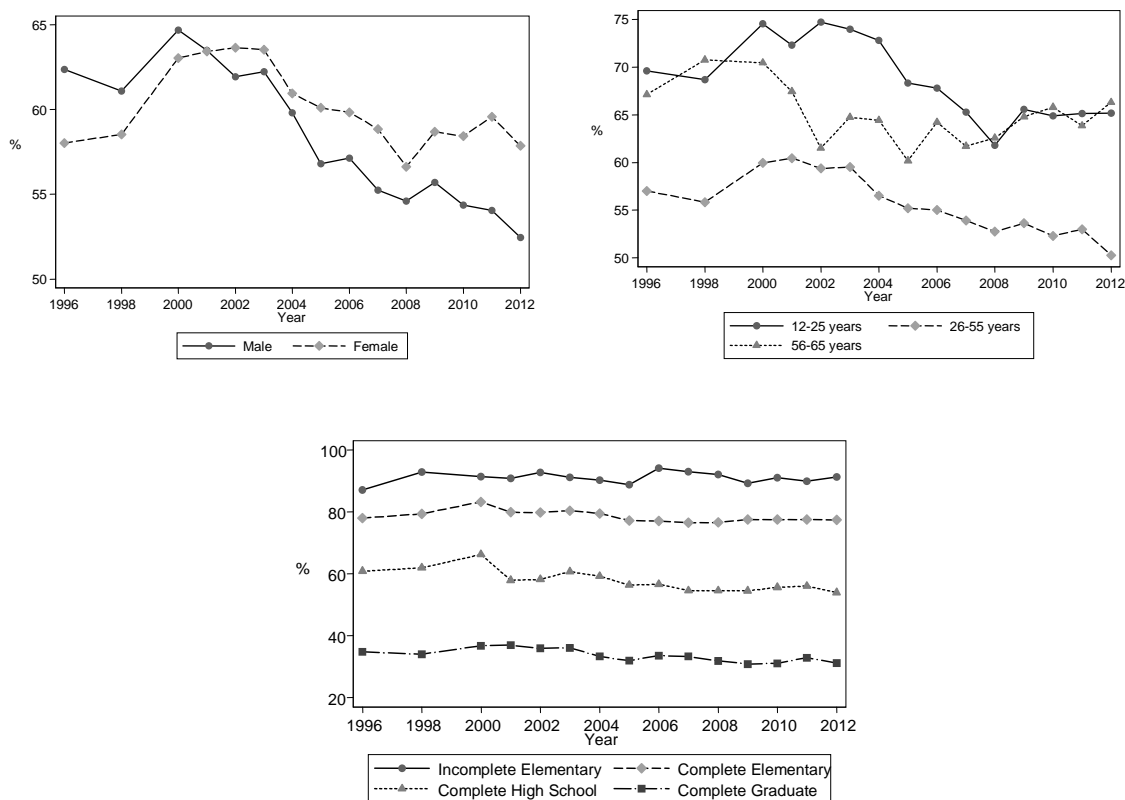 65
60
%
55
50
1996 1998 2000 2002 2004 2006 2008 2010 2012
Year
Male Female
75
70
65
%
60
55
50
1996 1998 2000 2002 2004 2006 2008 2010 2012
Year
12-25 years 26-55 years
56-65 years
100
80
60
%
40
20
1996 1998 2000 2002 2004 2006 2008 2010 2012
Year
Incomplete Elementary Complete Elementary
Complete High School Complete Graduate